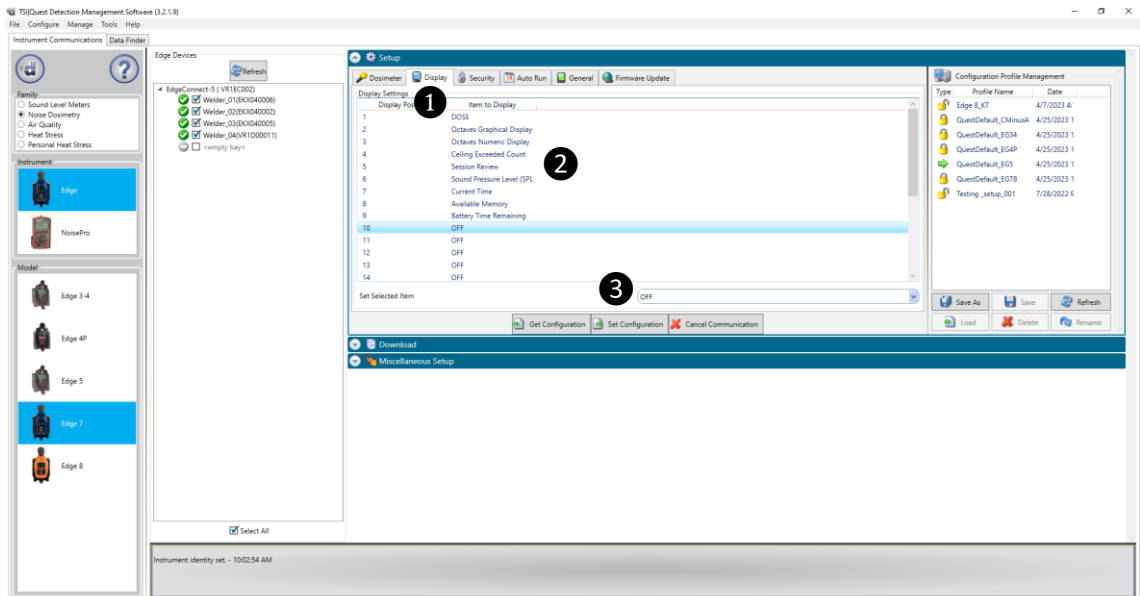 TSI|Quest Detection Management Software (3.2.1.9)
File Configure Manage Tools Help
Instrument Communications Data Finder
d ?
Family
Sound Level Meters
Noise Dosimetry
Air Quality
Heat Stress
Personal Heat Stress
Instrument
Edge
NoisePro
Model
Edge 3-4
Edge 4P
Edge 5
Edge 7
Edge 8
Edge Devices
Refresh
EdgeConnect-5 ( VR1EC002)
Welder_01(EKX040006)
Welder_02(EKX040002)
Welder_03(EKX040005)
Welder_04(VR1D00011)
<empty bay>
Select All
Setup
Dosimeter Display Security Auto Run General Firmware Update
1
Display Settings
Display Pos Item to Display
1 DOSE
2 Octaves Graphical Display
3 Octaves Numeric Display
4 Ceiling Exceeded Count
5 Session Review
2
6 Sound Pressure Level (SPL
7 Current Time
8 Available Memory
9 Battery Time Remaining
10 OFF
11 OFF
12 OFF
13 OFF
14 OFF
3
Set Selected Item OFF
Get Configuration Set Configuration Cancel Communication
Download
Miscellaneous Setup
Configuration Profile Management
Type Profile Name Date
Edge 8_KT 4/7/2023 4:
QuestDefault_CMinusA 4/25/2023 1
QuestDefault_EG34 4/25/2023 1
QuestDefault_EG4P 4/25/2023 1
QuestDefault_EG5 4/25/2023 1
QuestDefault_EG78 4/25/2023 1
Testing _setup_001 7/28/2022 9
Save As Save Refresh
Load Delete Rename
Instrument identity set. - 10:02:54 AM